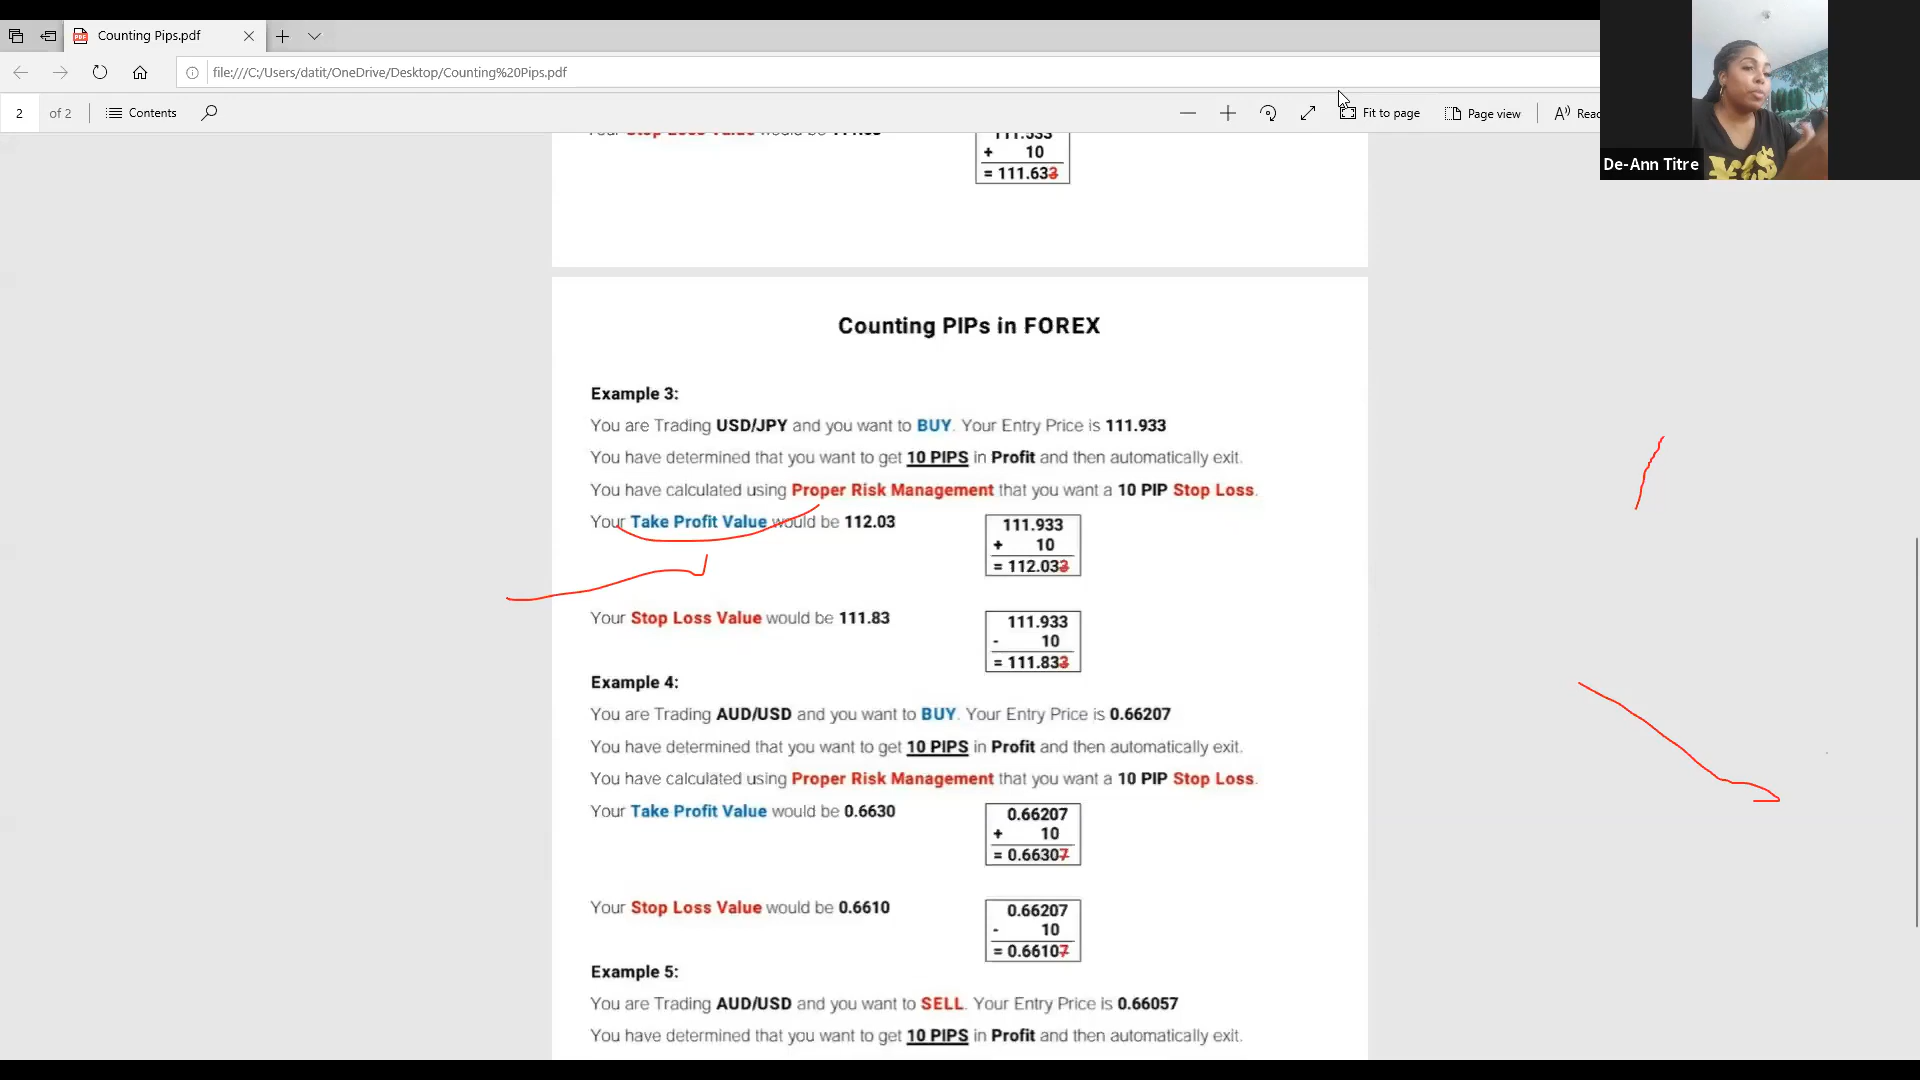 Counting Pips.pdf
file:///C:/Users/datit/OneDrive/Desktop/Counting%20Pips.pdf
2 of 2 Contents Fit to page Page view Read
De-Ann Titre
Your Stop Loss Value would be 111.63
111.533
+ 10
= 111.633
Counting PIPs in FOREX
Example 3:
You are Trading USD/JPY and you want to BUY. Your Entry Price is 111.933
You have determined that you want to get 10 PIPS in Profit and then automatically exit.
You have calculated using Proper Risk Management that you want a 10 PIP Stop Loss.
Your Take Profit Value would be 112.03
111.933
+ 10
= 112.033
Your Stop Loss Value would be 111.83
111.933
- 10
= 111.833
Example 4:
You are Trading AUD/USD and you want to BUY. Your Entry Price is 0.66207
You have determined that you want to get 10 PIPS in Profit and then automatically exit.
You have calculated using Proper Risk Management that you want a 10 PIP Stop Loss.
Your Take Profit Value would be 0.6630
0.66207
+ 10
= 0.66307
Your Stop Loss Value would be 0.6610
0.66207
- 10
= 0.66107
Example 5:
You are Trading AUD/USD and you want to SELL. Your Entry Price is 0.66057
You have determined that you want to get 10 PIPS in Profit and then automatically exit.